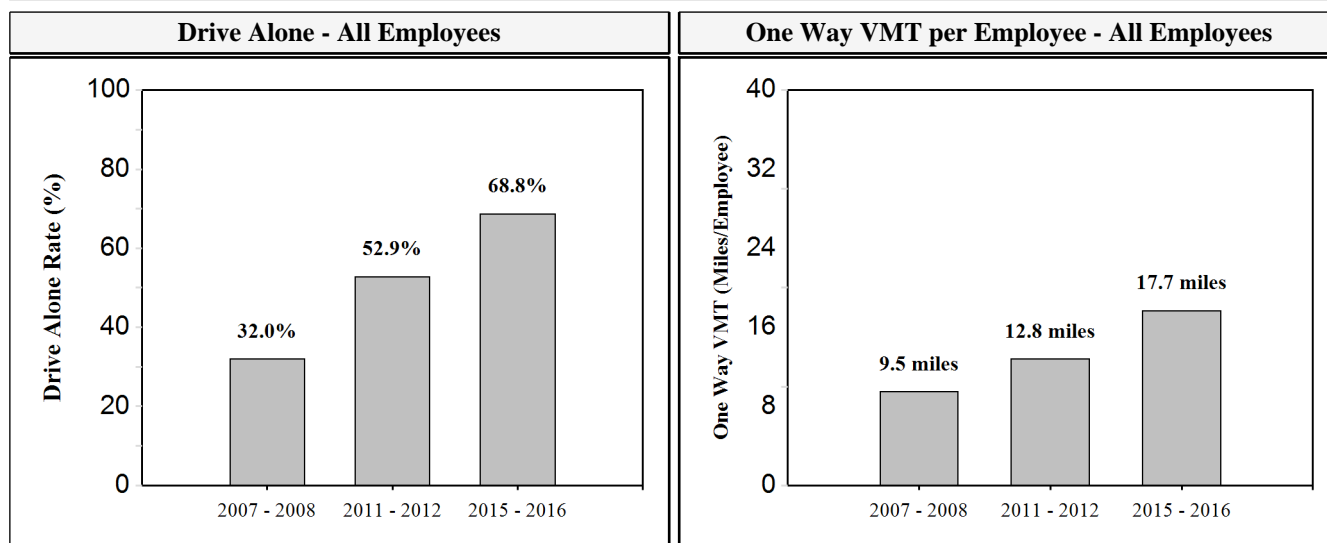 Drive Alone - All Employees
One Way VMT per Employee - All Employees
Drive Alone Rate (%)
100
80
60
40
20
0
32.0%
52.9%
68.8%
2007 - 2008
2011 - 2012
2015 - 2016
One Way VMT (Miles/Employee)
40
32
24
16
8
0
9.5 miles
12.8 miles
17.7 miles
2007 - 2008
2011 - 2012
2015 - 2016